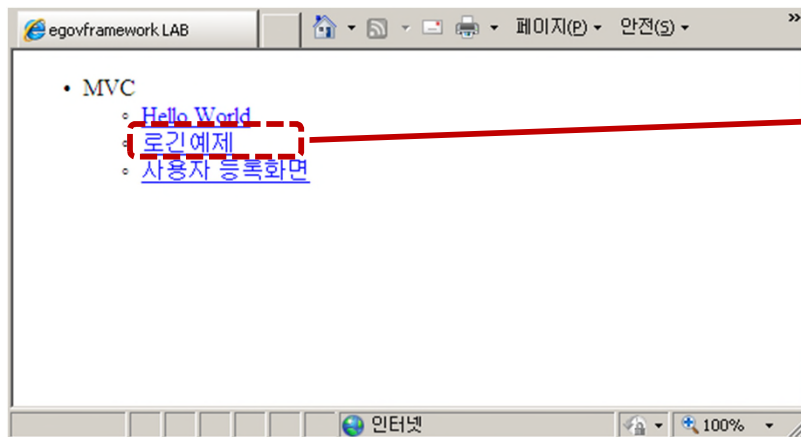 egovframework LAB 페이지(P) 안전(S) »
• MVC
◦ Hello World
◦ 로긴예제
◦ 사용자 등록화면
인터넷 100%